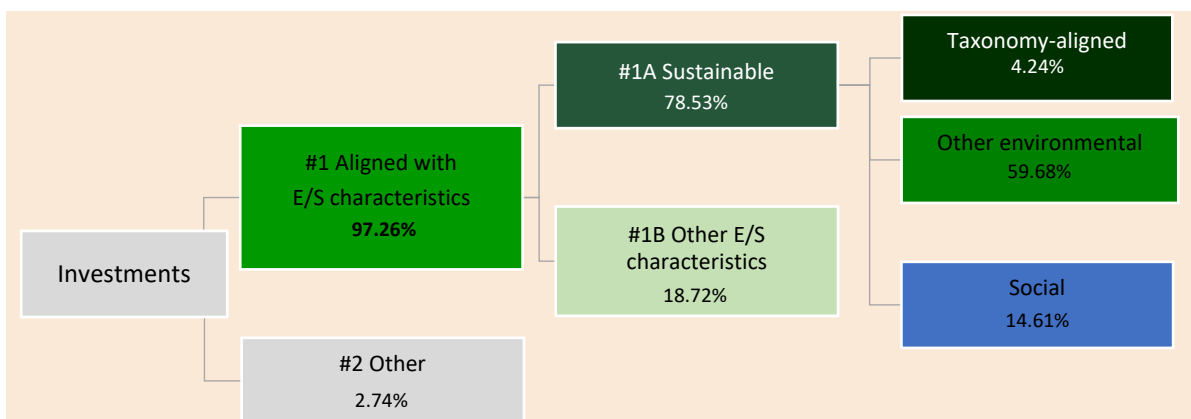 Investments
#1 Aligned with
E/S characteristics
97.26%
#2 Other
2.74%
#1A Sustainable
78.53%
#1B Other E/S
characteristics
18.72%
Taxonomy-aligned
4.24%
Other environmental
59.68%
Social
14.61%